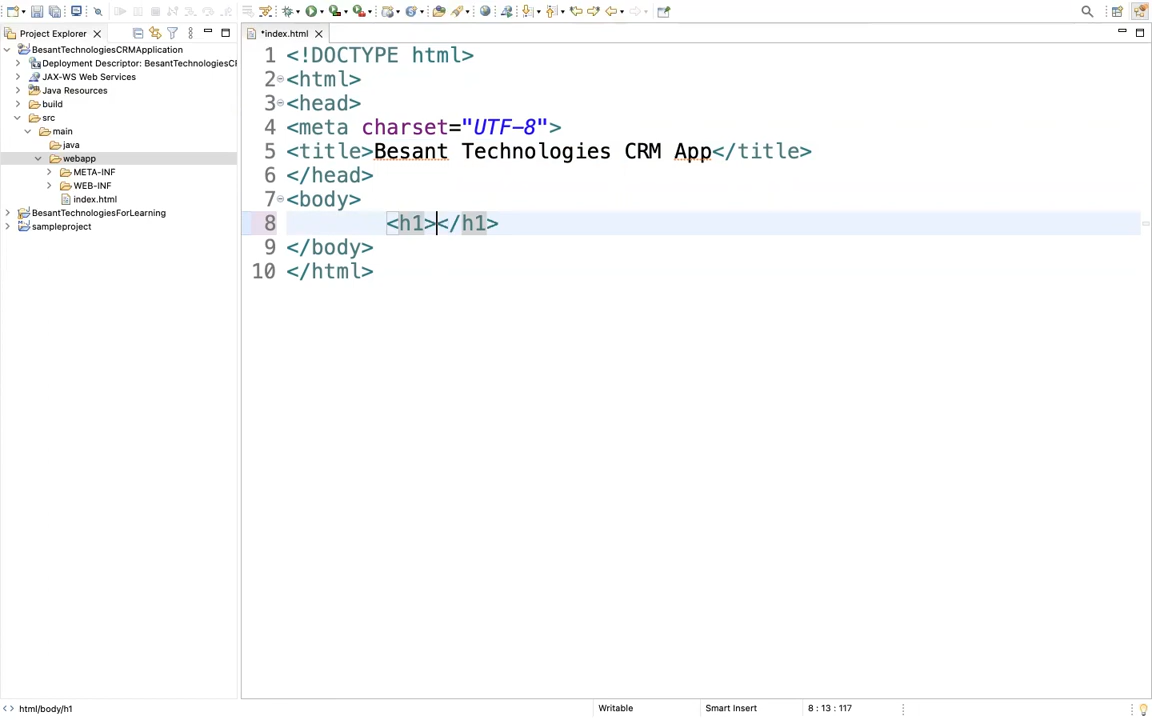 Project Explorer
BesantTechnologiesCRMApplication
Deployment Descriptor: BesantTechnologiesCR
JAX-WS Web Services
Java Resources
build
src
main
java
webapp
META-INF
WEB-INF
index.html
BesantTechnologiesForLearning
sampleproject
*index.html
1 <!DOCTYPE html>
2 <html>
3 <head>
4 <meta charset="UTF-8">
5 <title>Besant Technologies CRM App</title>
6 </head>
7 <body>
8 <h1></h1>
9 </body>
10 </html>
html/body/h1
Writable
Smart Insert
8 : 13 : 117